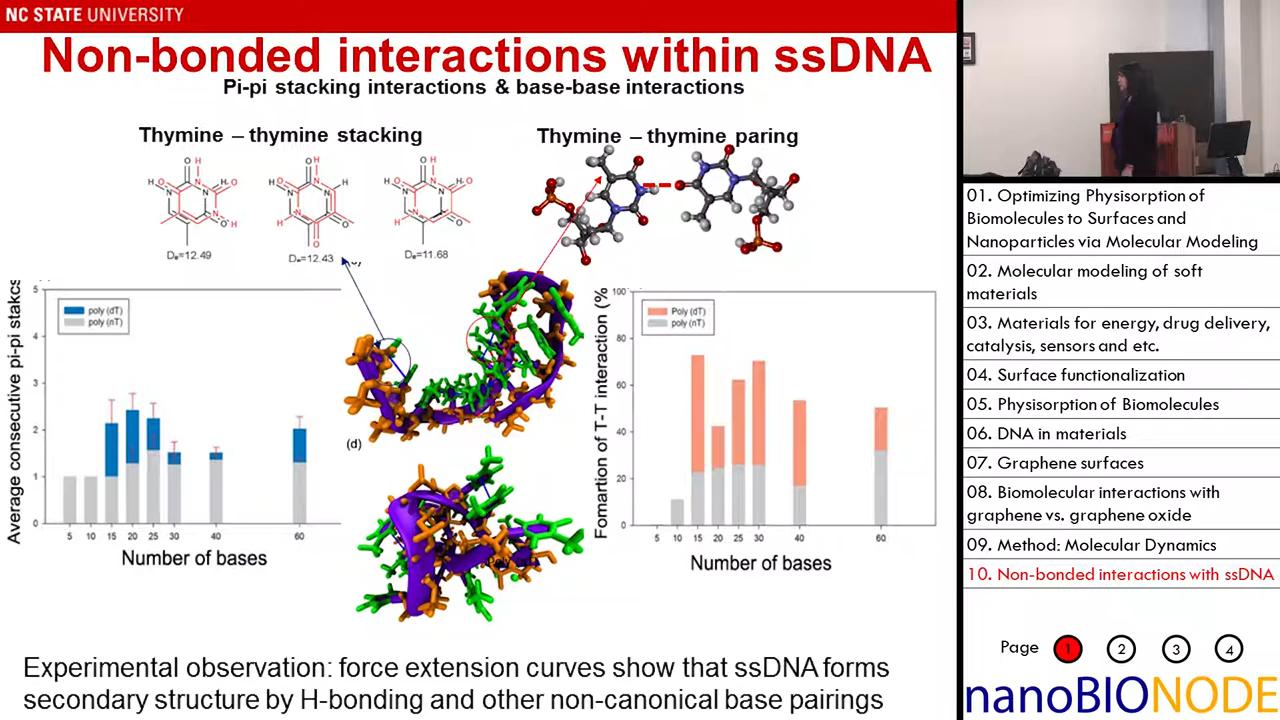 NC STATE UNIVERSITY
Non-bonded interactions within ssDNA
Pi-pi stacking interactions & base-base interactions
Thymine – thymine stacking
Thymine – thymine paring
Dₑ=12.49
Dₑ=12.43
Dₑ=11.68
Average consecutive pi-pi stakcs
5
4
3
2
1
0
poly (dT)
poly (nT)
5 10 15 20 25 30 40 60
Number of bases
(d)
Fomartion of T-T interaction (%
100
80
60
40
20
0
Poly (dT)
poly (nT)
5 10 15 20 25 30 40 60
Number of bases
Experimental observation: force extension curves show that ssDNA forms
secondary structure by H-bonding and other non-canonical base pairings
01. Optimizing Physisorption of
Biomolecules to Surfaces and
Nanoparticles via Molecular Modeling
02. Molecular modeling of soft
materials
03. Materials for energy, drug delivery,
catalysis, sensors and etc.
04. Surface functionalization
05. Physisorption of Biomolecules
06. DNA in materials
07. Graphene surfaces
08. Biomolecular interactions with
graphene vs. graphene oxide
09. Method: Molecular Dynamics
10. Non-bonded interactions with ssDNA
Page 1 2 3 4
nanoBIONODE